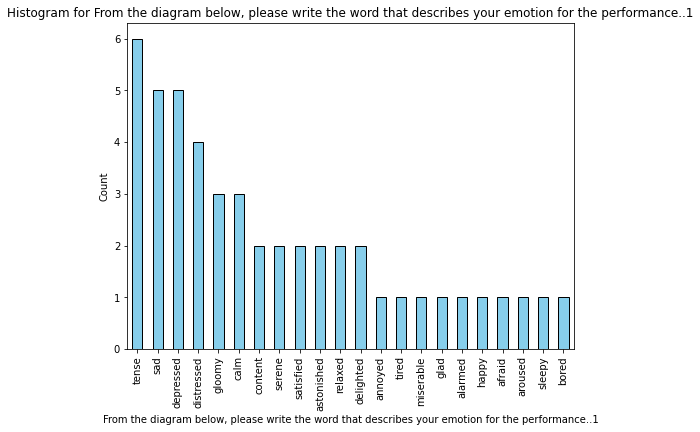 Histogram for From the diagram below, please write the word that describes your emotion for the performance..1
6
5
4
3
2
1
0
Count
tense
sad
depressed
distressed
gloomy
calm
content
serene
satisfied
astonished
relaxed
delighted
annoyed
tired
miserable
glad
alarmed
happy
afraid
aroused
sleepy
bored
From the diagram below, please write the word that describes your emotion for the performance..1